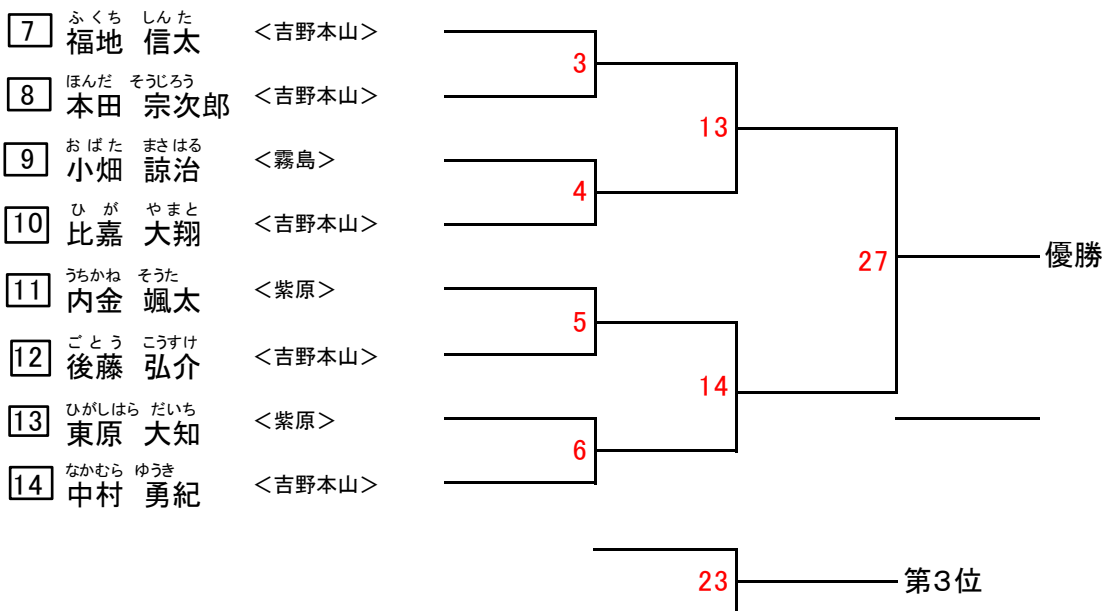 ふくち しんた
7 福地 信太 <吉野本山>
3
ほんだ そうじろう
8 本田 宗次郎 <吉野本山>
13
おばた まさはる
9 小畑 諒治 <霧島>
4
ひが やまと
10 比嘉 大翔 <吉野本山>
27 優勝
うちかね そうた
11 内金 颯太 <紫原>
5
ごとう こうすけ
12 後藤 弘介 <吉野本山>
14
ひがしはら だいち
13 東原 大知 <紫原>
6
なかむら ゆうき
14 中村 勇紀 <吉野本山>
23 第3位